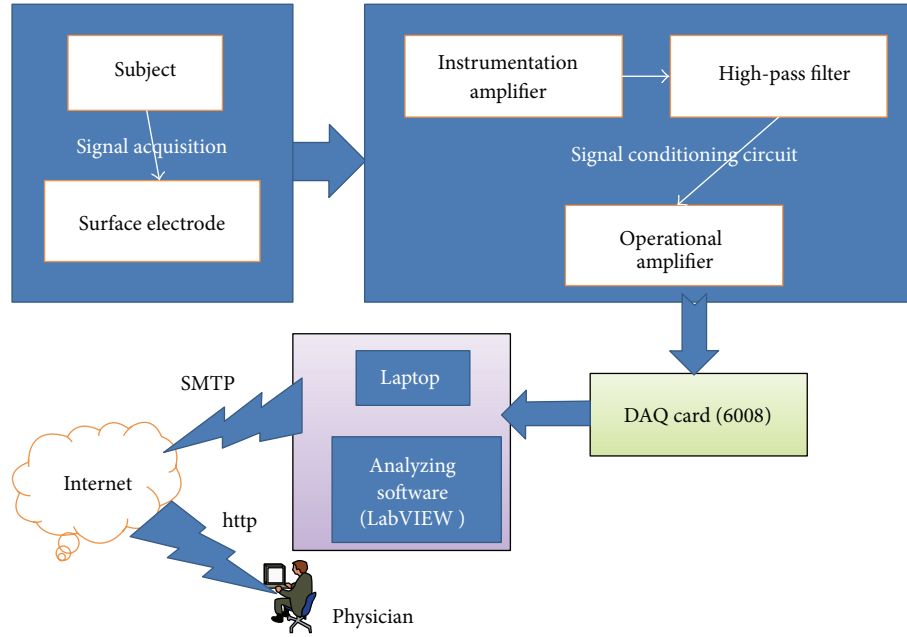 Subject
Signal acquisition
Surface electrode
Instrumentation
amplifier
High-pass filter
Signal conditioning circuit
Operational
amplifier
SMTP
Laptop
DAQ card (6008)
Internet
Analyzing
software
(LabVIEW )
http
Physician